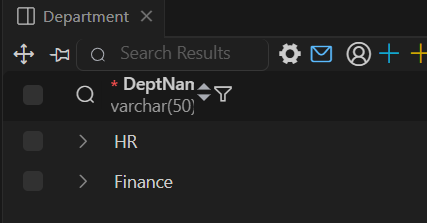 Department
Search Results
* DeptNan
varchar(50)
HR
Finance